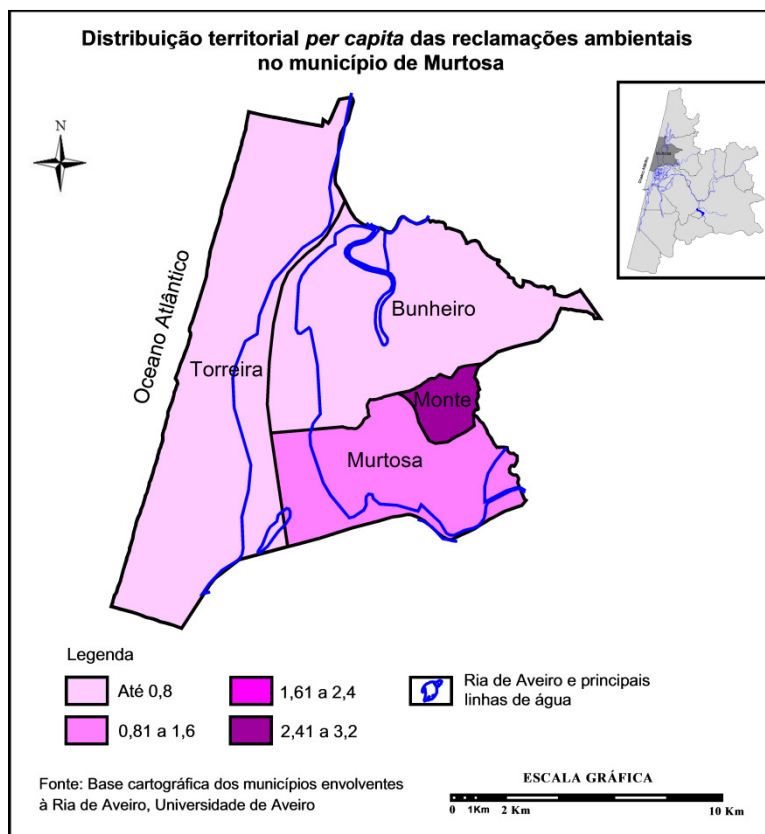 Distribuição territorial per capita das reclamações ambientais
no município de Murtosa
N
Oceano Atlântico
Bunheiro
Torreira
Monte
Murtosa
Legenda
Até 0,8
1,61 a 2,4
Ria de Aveiro e principais
linhas de água
0,81 a 1,6
2,41 a 3,2
Fonte: Base cartográfica dos municípios envolventes
à Ria de Aveiro, Universidade de Aveiro
ESCALA GRÁFICA
0 1Km 2 Km 10 Km